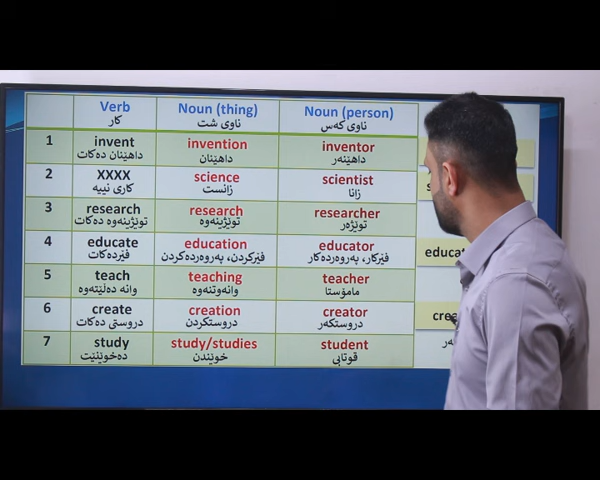 Verb Noun (thing) Noun (person)
کار ناوی شت ناوی کەس
1 invent invention inventor
داهێنان دەکات داهێنان داهێنەر
2 XXXX science scientist
کاری نییە زانست زانا
3 research research researcher
توێژینەوە دەکات توێژینەوە توێژەر
4 educate education educator
فێردەکات فێرکردن، پەروەردەکردن فێرکار، پەروەردەکار
5 teach teaching teacher
وانە دەڵێتەوە وانەوتنەوە مامۆستا
6 create creation creator
دروستی دەکات دروستکردن دروستکەر
7 study study/studies student
دەخوێنێت خوێندن قوتابی